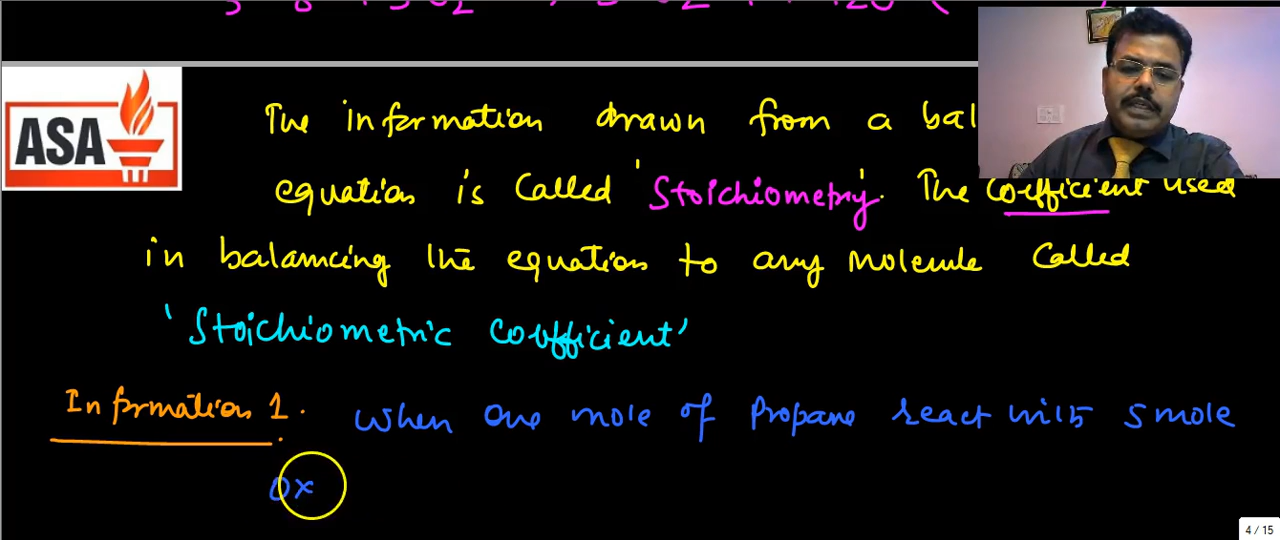 ASA
The information drawn from a bal
equation is called 'Stoichiometry'. The coefficient used
in balancing the equation to any molecule called
'Stoichiometric coefficient'
Information 1. When one mole of Propane react with 5 mole
ox
4 / 15